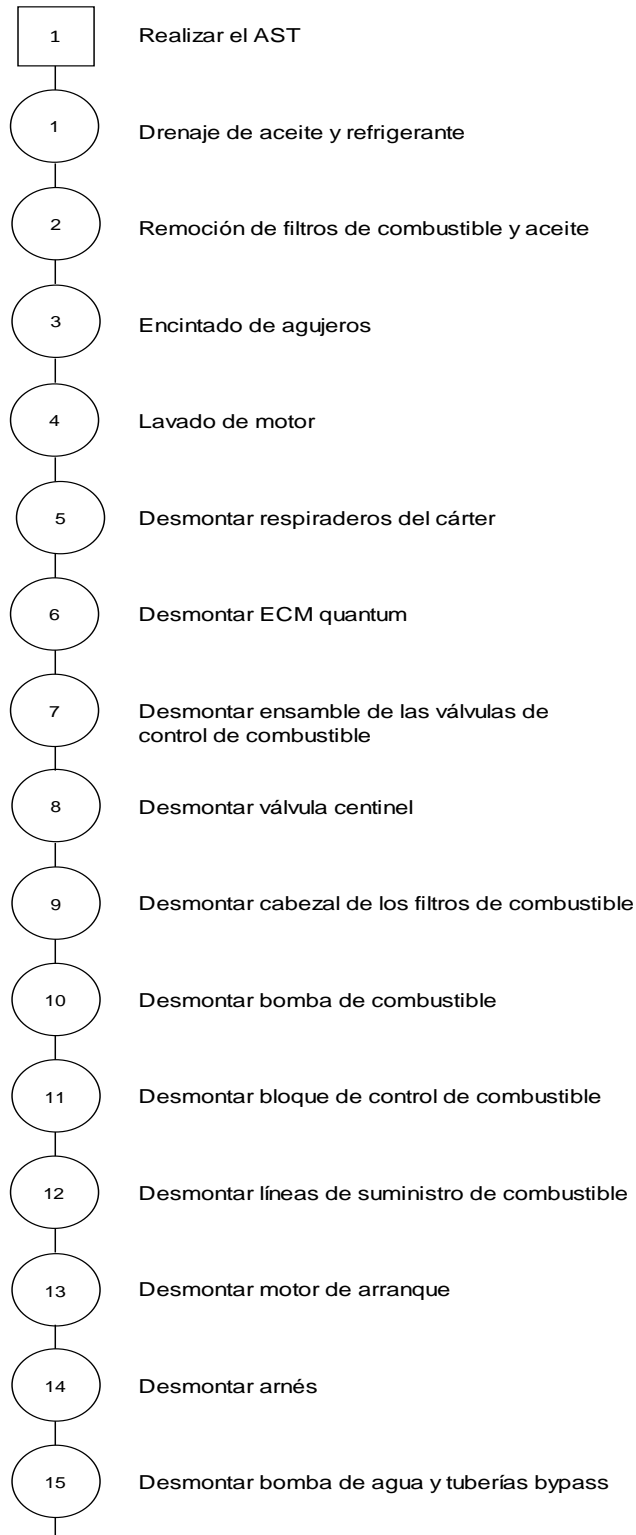 1 Realizar el AST
1 Drenaje de aceite y refrigerante
2 Remoción de filtros de combustible y aceite
3 Encintado de agujeros
4 Lavado de motor
5 Desmontar respiraderos del cárter
6 Desmontar ECM quantum
7 Desmontar ensamble de las válvulas de
control de combustible
8 Desmontar válvula centinel
9 Desmontar cabezal de los filtros de combustible
10 Desmontar bomba de combustible
11 Desmontar bloque de control de combustible
12 Desmontar líneas de suministro de combustible
13 Desmontar motor de arranque
14 Desmontar arnés
15 Desmontar bomba de agua y tuberías bypass